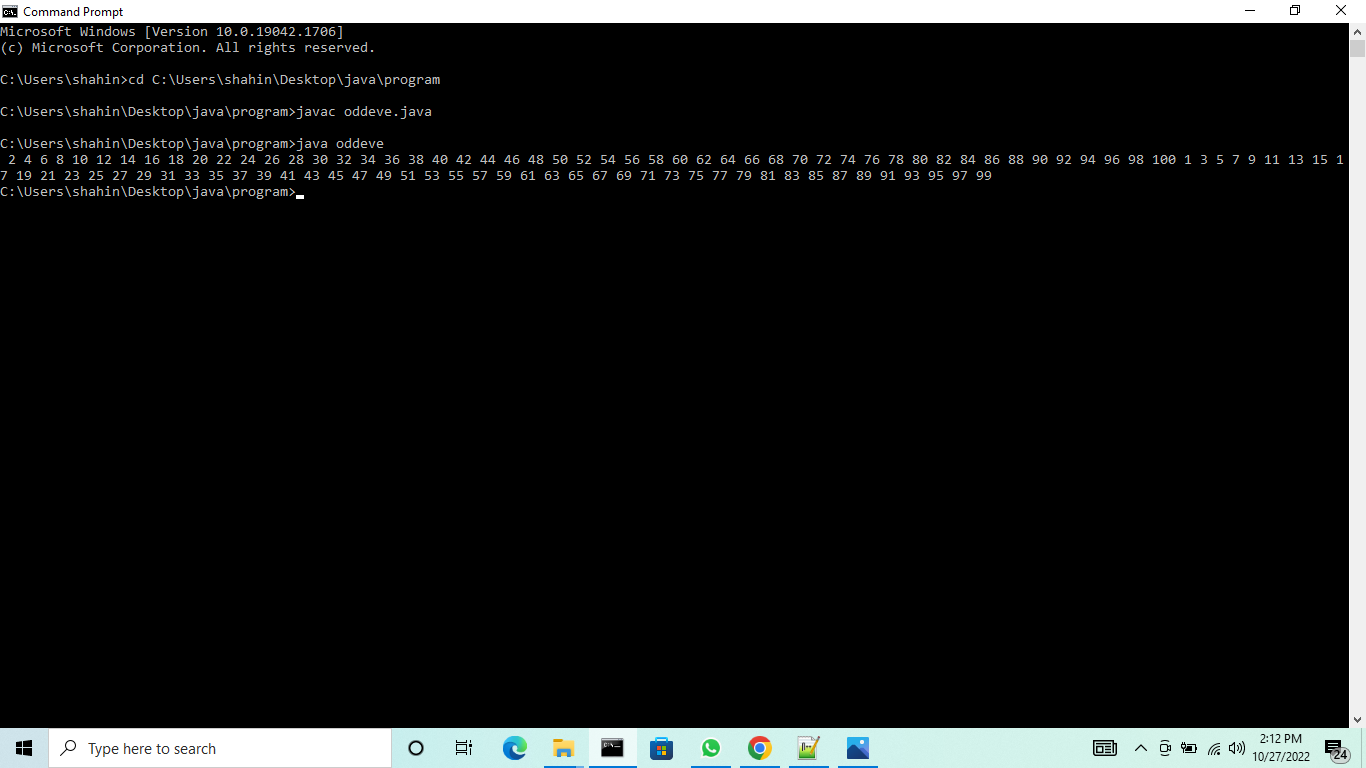 Command Prompt
Microsoft Windows [Version 10.0.19042.1706]
(c) Microsoft Corporation. All rights reserved.
C:\Users\shahin>cd C:\Users\shahin\Desktop\java\program
C:\Users\shahin\Desktop\java\program>javac oddeve.java
C:\Users\shahin\Desktop\java\program>java oddeve
2 4 6 8 10 12 14 16 18 20 22 24 26 28 30 32 34 36 38 40 42 44 46 48 50 52 54 56 58 60 62 64 66 68 70 72 74 76 78 80 82 84 86 88 90 92 94 96 98 100 1 3 5 7 9 11 13 15 1
7 19 21 23 25 27 29 31 33 35 37 39 41 43 45 47 49 51 53 55 57 59 61 63 65 67 69 71 73 75 77 79 81 83 85 87 89 91 93 95 97 99
C:\Users\shahin\Desktop\java\program>
Type here to search
2:12 PM
10/27/2022
24